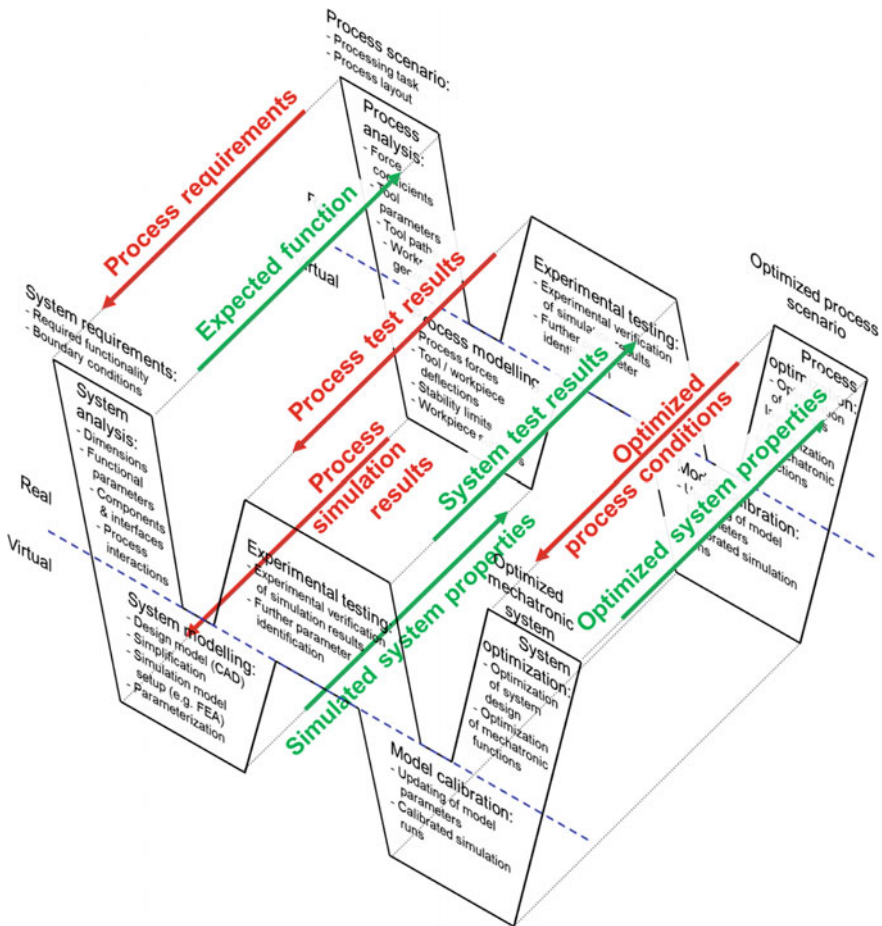 Process scenario:
- Processing task
- Process layout
Process
analysis:
- Force
coefficients
- Tool
parameters
- Tool path
Process requirements
Expected function
System requirements:
- Required functionality
- Boundary conditions
System
analysis:
- Dimensions
- Functional
parameters
- Components
& interfaces
- Process
interactions
Real
Virtual
System modelling:
- Design model (CAD)
- Simplification
- Simulation model
setup (e.g. FEA)
- Parameterization
Process test results
Process
simulation
results
modelling
Process forces
- Tool / workpiece
deflections
- Stability limits
- Workpiece
Experimental testing:
- Experimental verification
of simulation results
- Further parameter
identification
Simulated system properties
System test results
Experimental testing:
- Experimental verification
of
- Further
Optimized process
scenario
Process
Optimized
process conditions
Optimized system properties
calibration:
of model
simulation
Optimized
mechatronic
system
System
optimization:
- Optimization
of system
design
- Optimization
of mechatronic
functions
Model calibration:
- Updating of model
parameters
- Calibrated simulation
runs